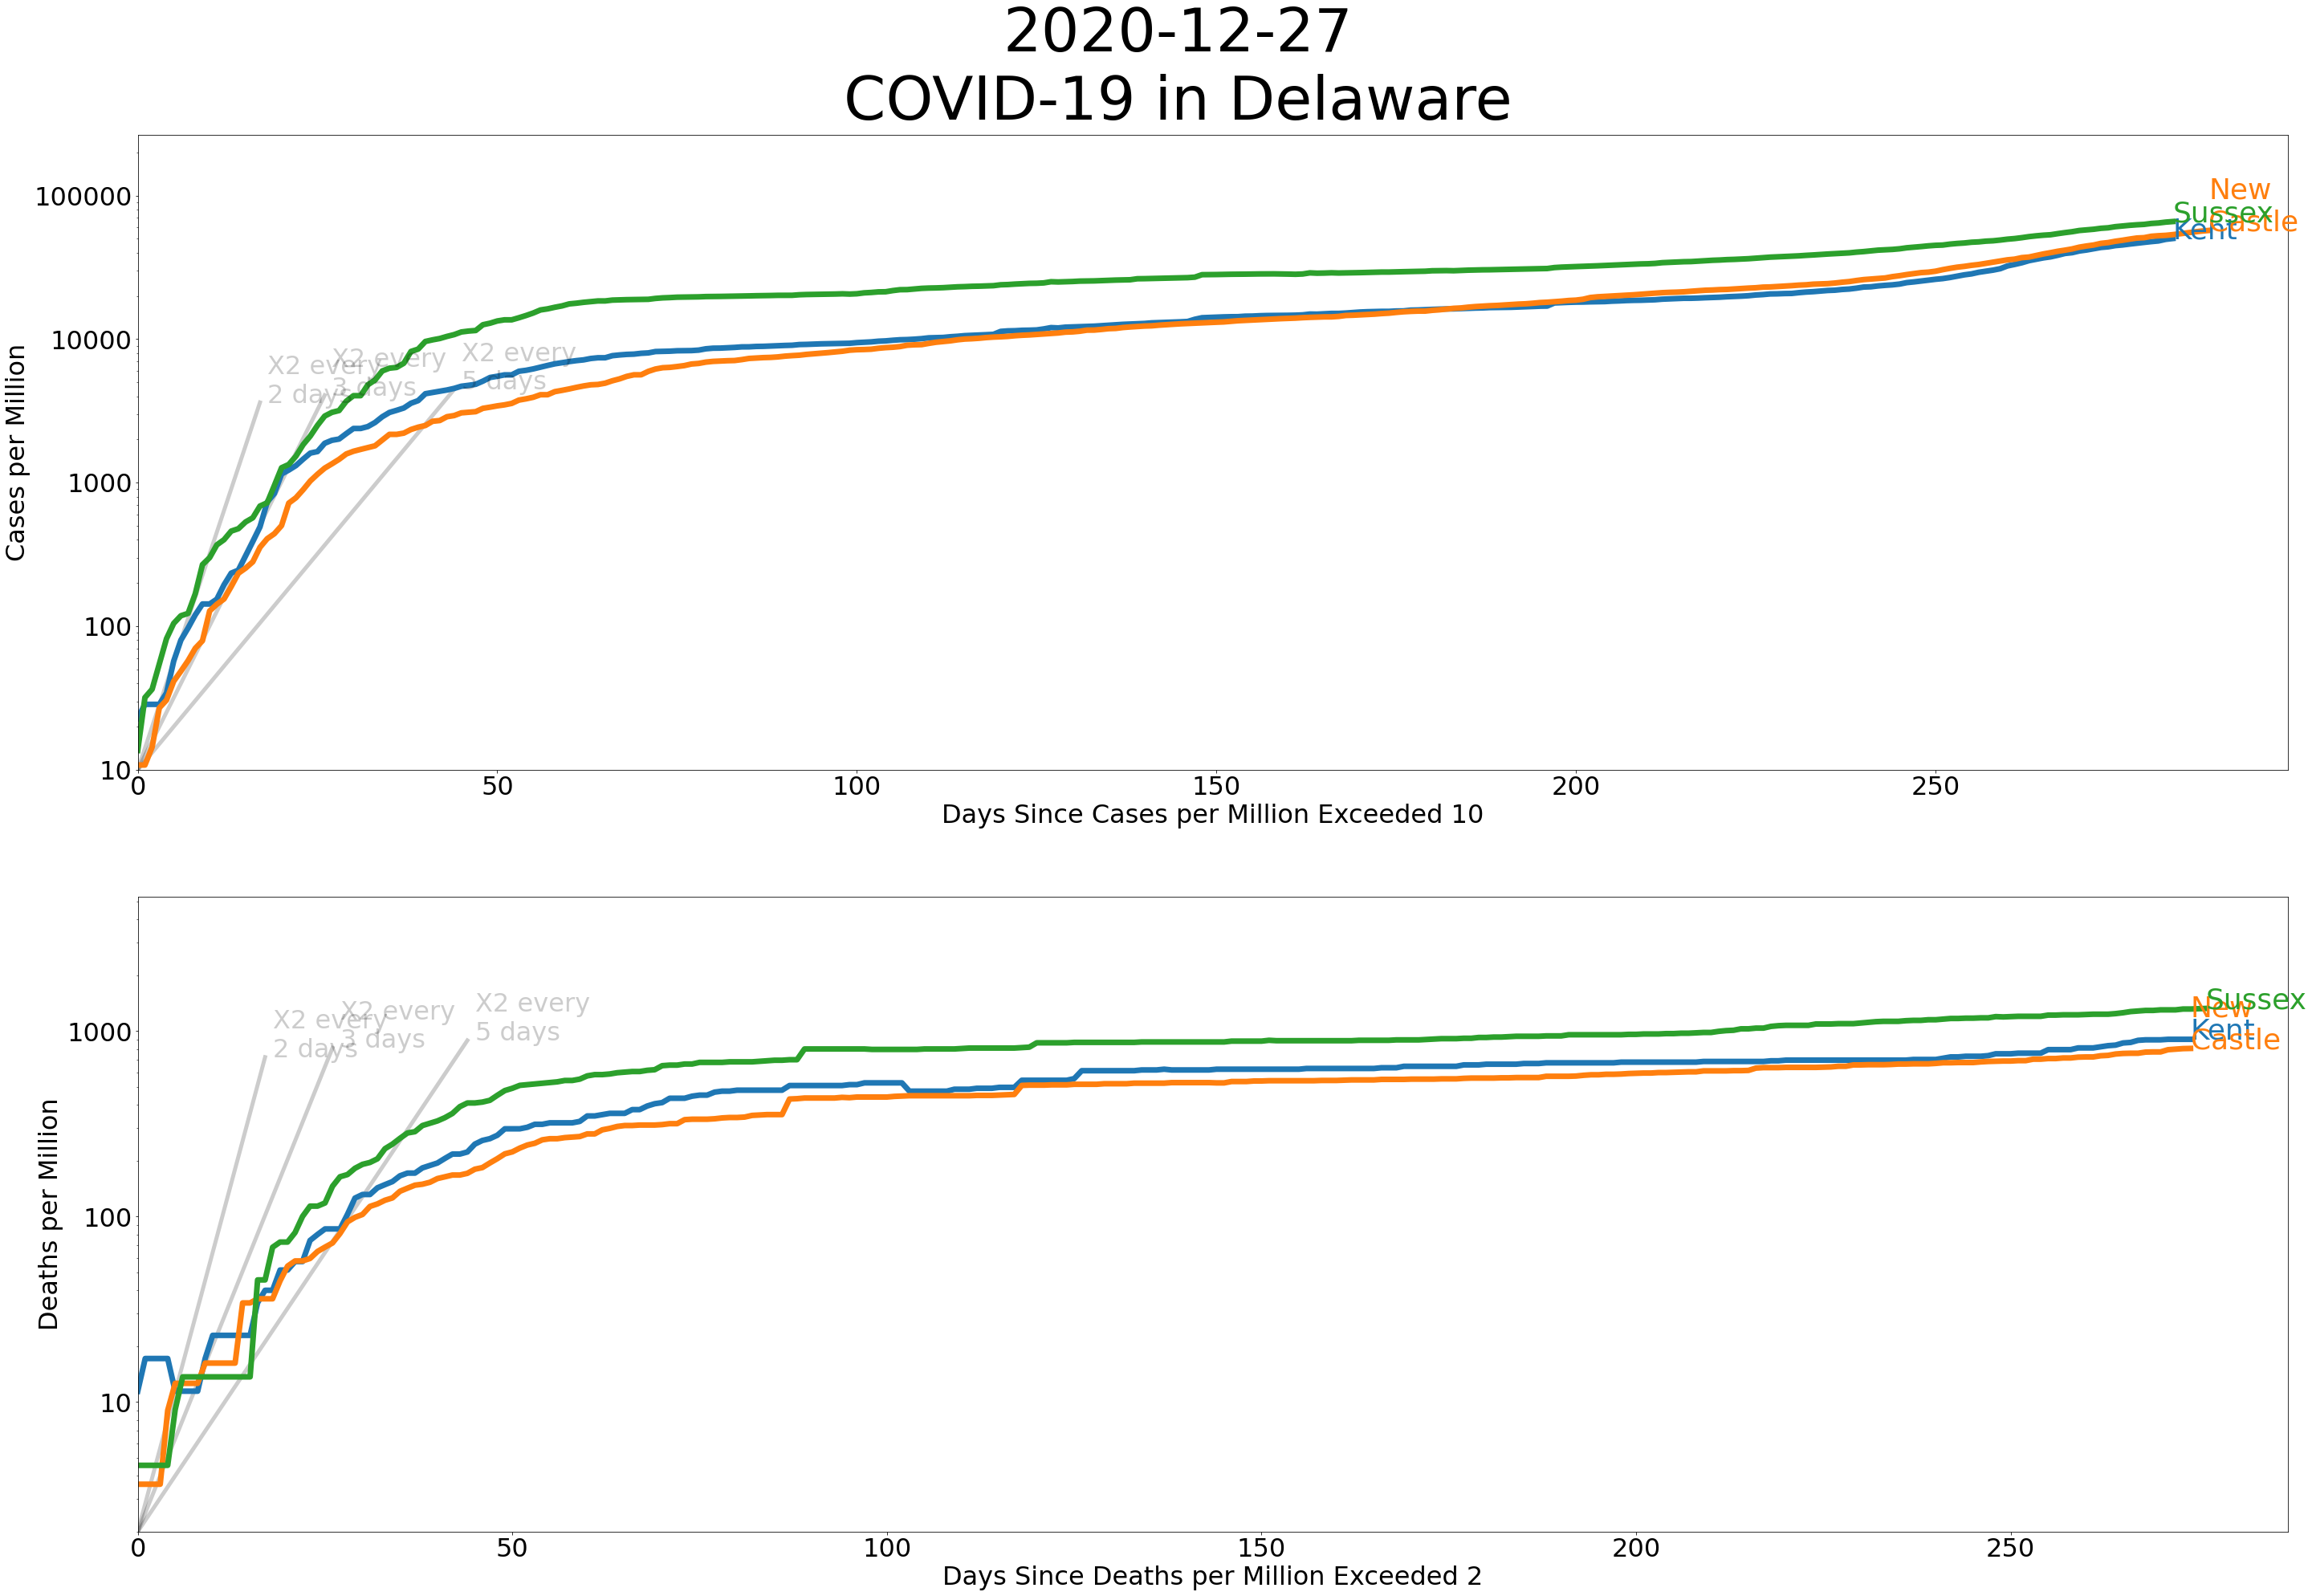 2020-12-27
COVID-19 in Delaware
Cases per Million
100000
10000
1000
100
10
X2 every
2 days
X2 every
3 days
X2 every
5 days
New
Castle
Sussex
Kent
0 50 100 150 200 250
Days Since Cases per Million Exceeded 10
Deaths per Million
1000
100
10
X2 every
2 days
X2 every
3 days
X2 every
5 days
Sussex
New
Castle
Kent
0 50 100 150 200 250
Days Since Deaths per Million Exceeded 2